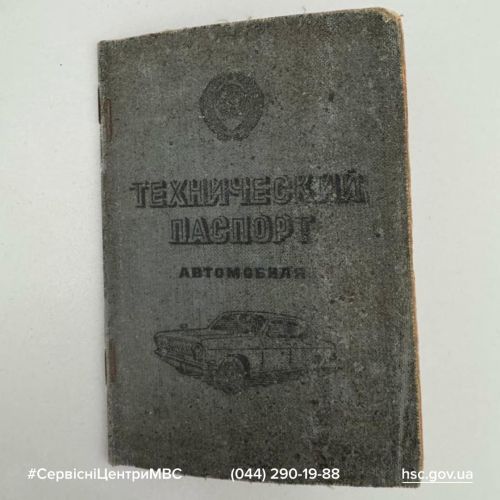 ТЕХНИЧЕСКИЙ
ПАСПОРТ
АВТОМОБИЛЯ
#СервісніЦентриМВС (044) 290-19-88 hsc.gov.ua